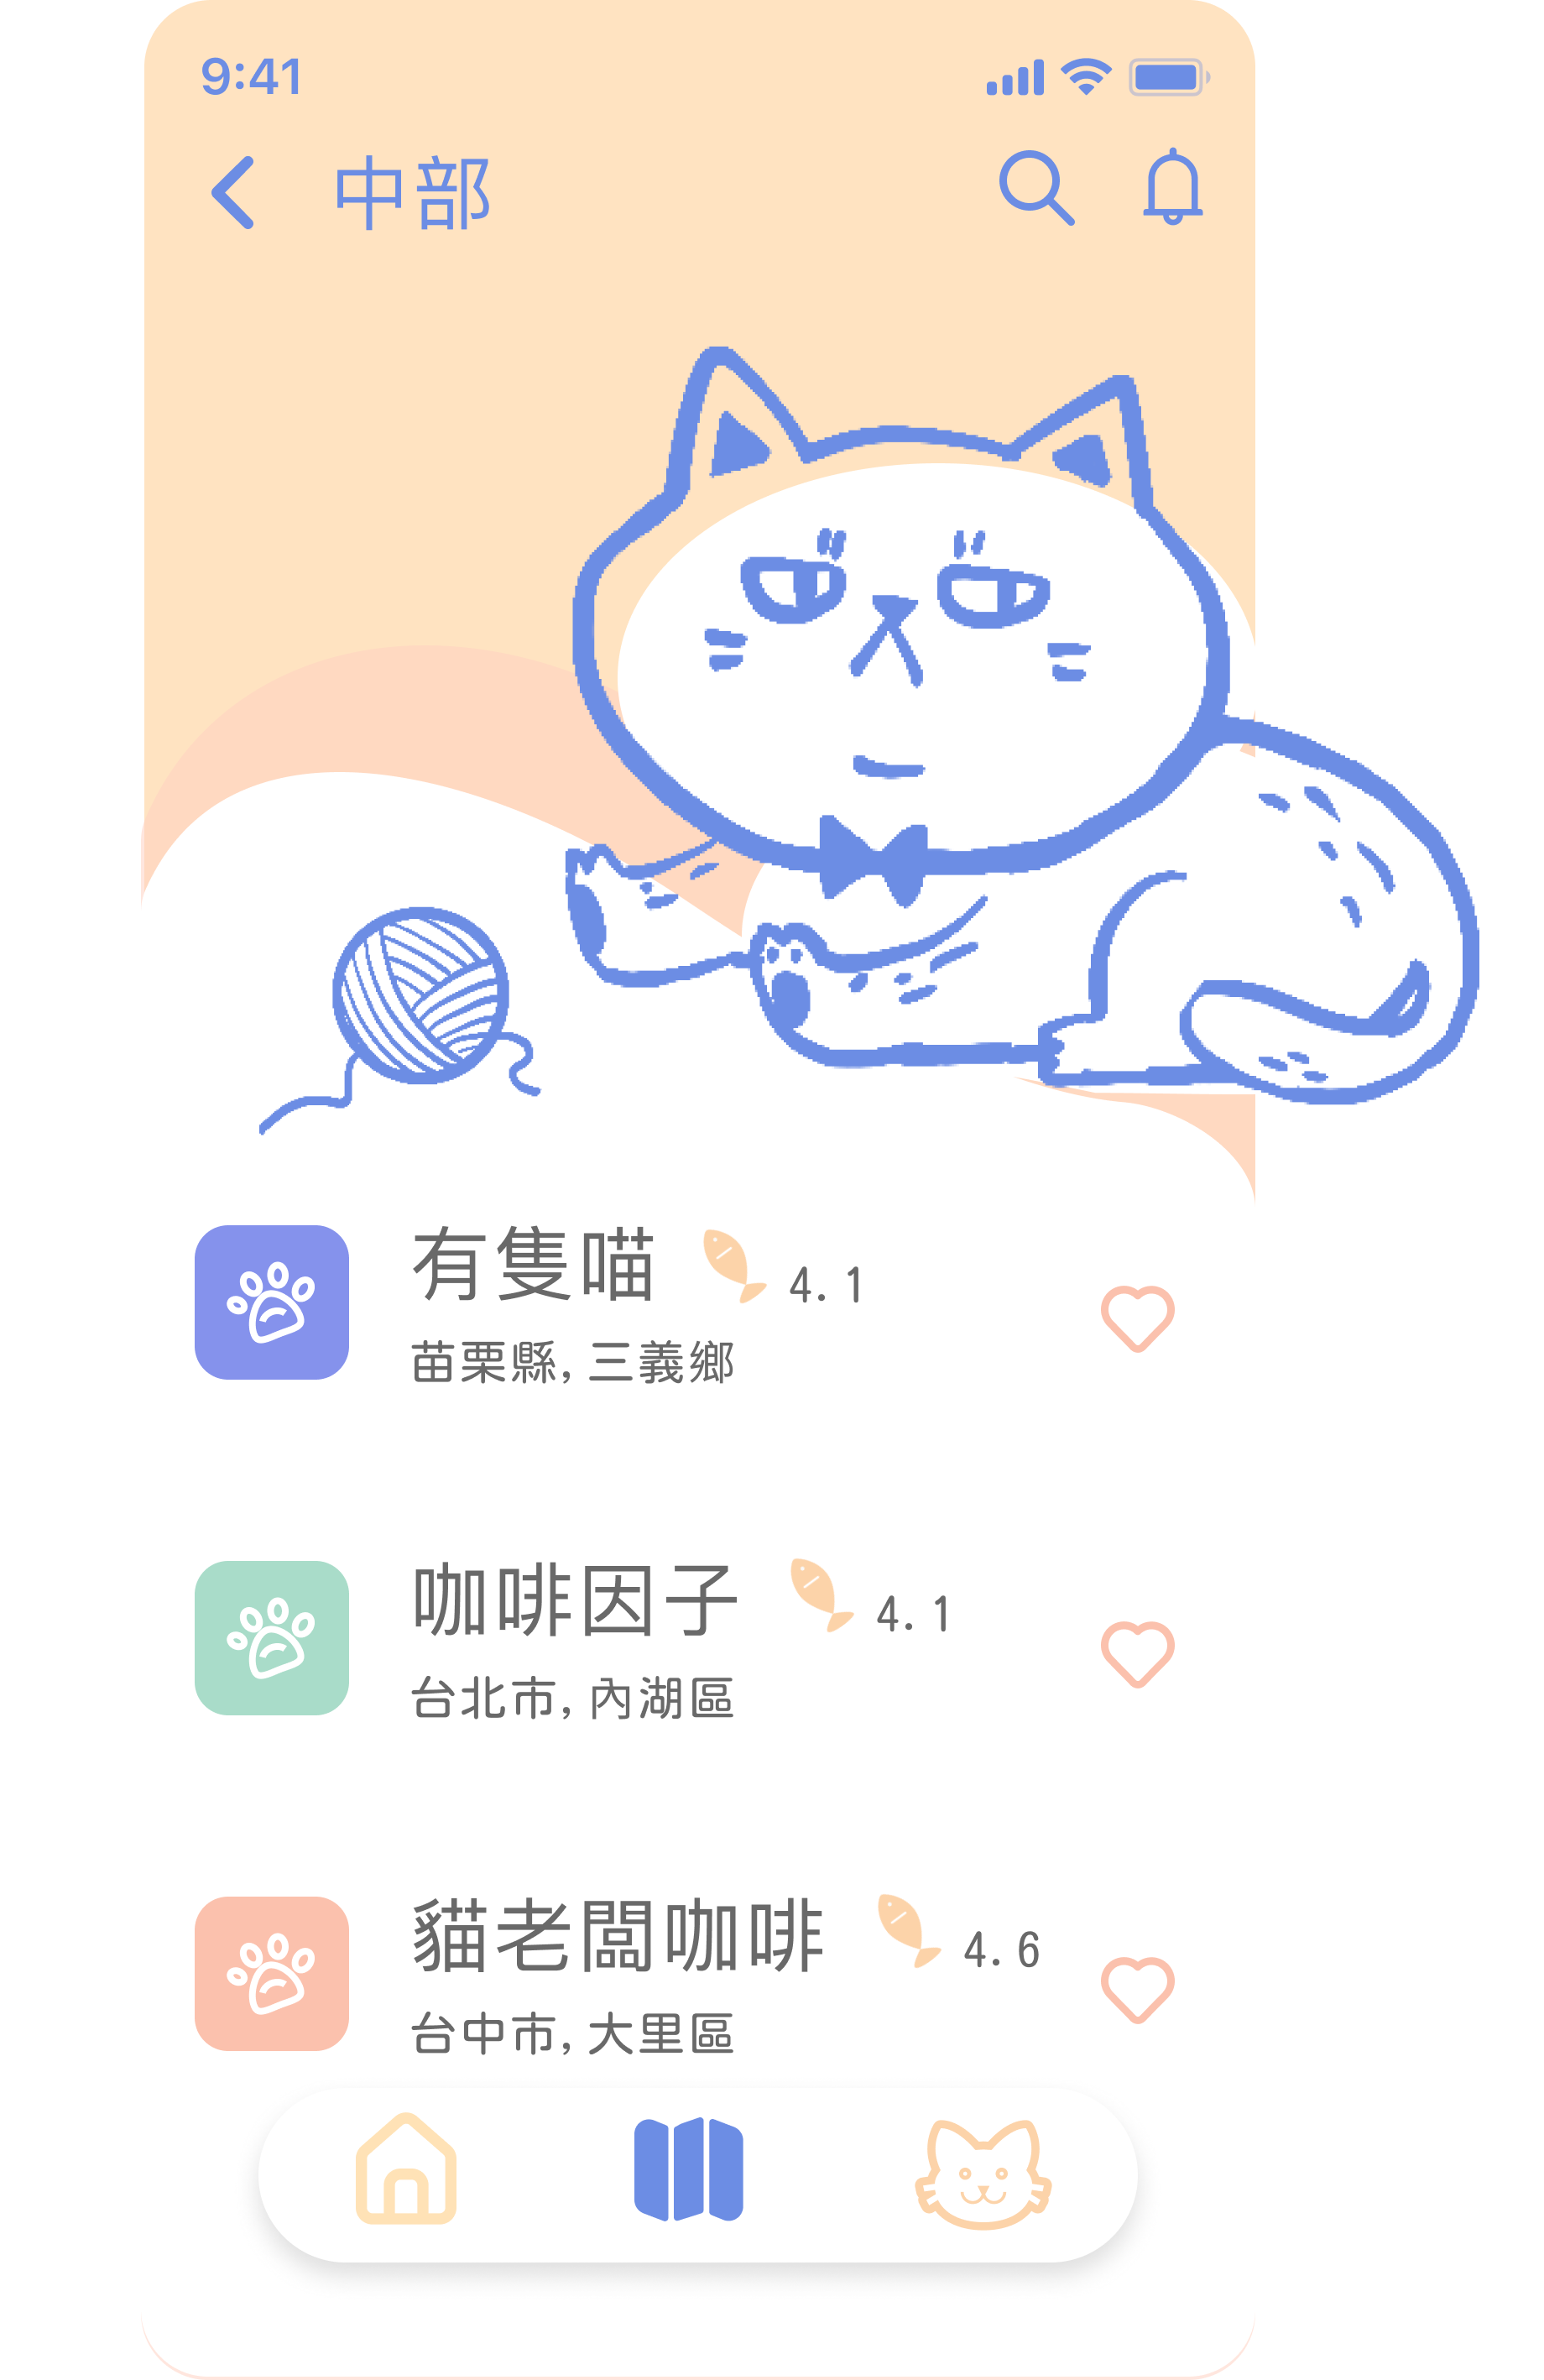 9:41
中部
有隻喵 4.1
苗栗縣, 三義鄉
咖啡因子 4.1
台北市, 內湖區
貓老闆咖啡 4.6
台中市, 大里區